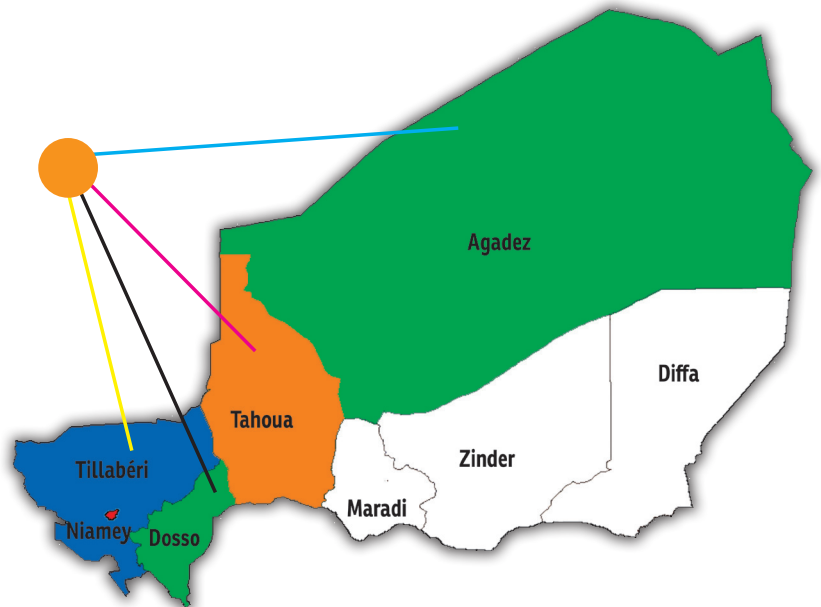 Agadez
Diffa
Tahoua
Zinder
Tillabéri
Maradi
Niamey
Dosso